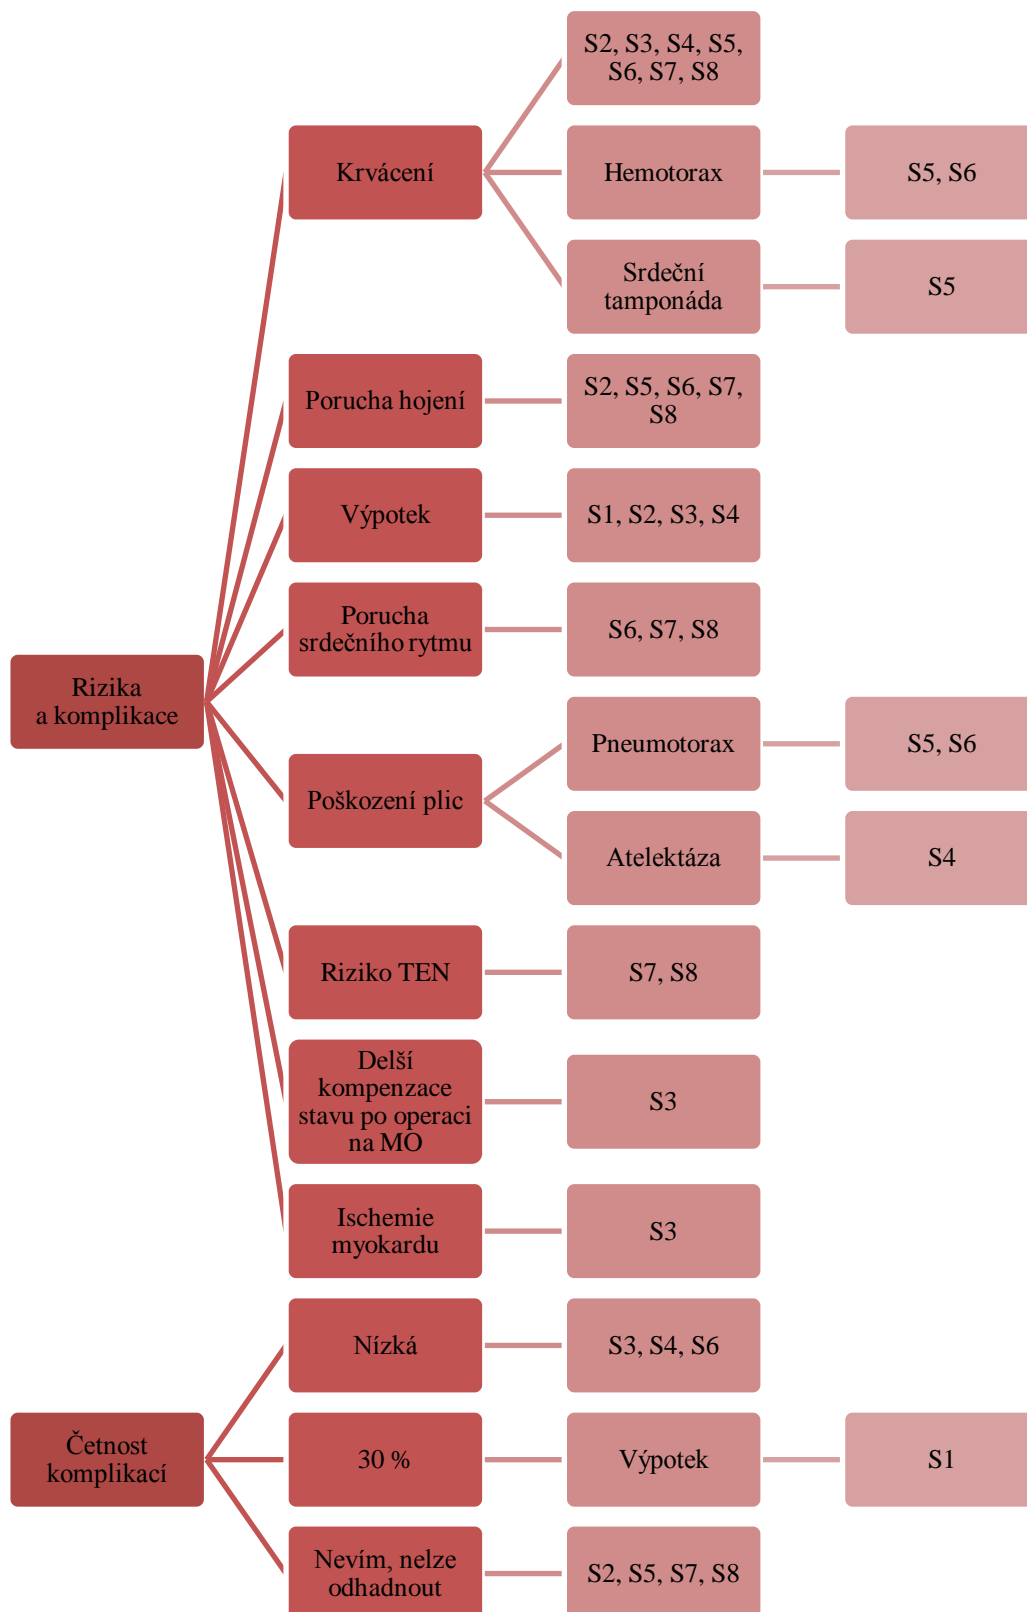 Rizika
a komplikace
Krvácení
S2, S3, S4, S5,
S6, S7, S8
Hemotorax
S5, S6
Srdeční
tamponáda
S5
Porucha hojení
S2, S5, S6, S7,
S8
Výpotek
S1, S2, S3, S4
Porucha
srdečního rytmu
S6, S7, S8
Poškození plic
Pneumotorax
S5, S6
Atelektáza
S4
Riziko TEN
S7, S8
Delší
kompenzace
stavu po operaci
na MO
S3
Ischemie
myokardu
S3
Četnost
komplikací
Nízká
S3, S4, S6
30 %
Výpotek
S1
Nevím, nelze
odhadnout
S2, S5, S7, S8